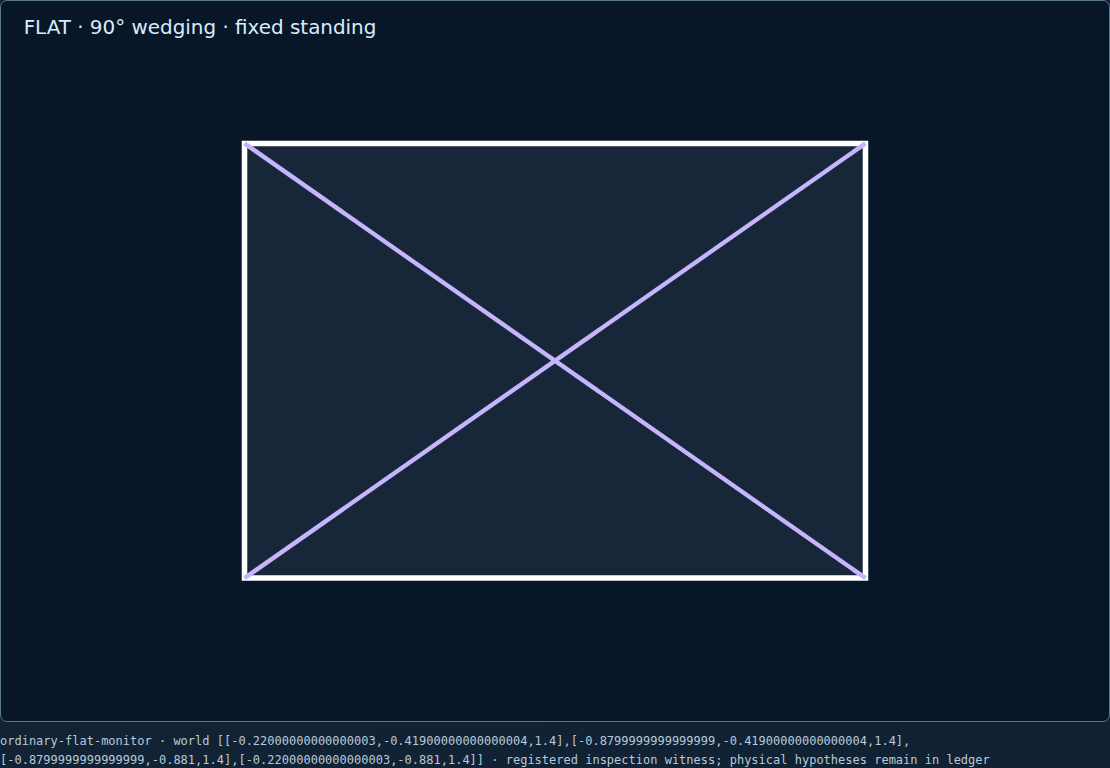 FLAT · 90° wedging · fixed standing
ordinary-flat-monitor · world [[-0.22000000000000003,-0.41900000000000004,1.4],[-0.8799999999999999,-0.41900000000000004,1.4],
[-0.8799999999999999,-0.881,1.4],[-0.22000000000000003,-0.881,1.4]] · registered inspection witness; physical hypotheses remain in ledger